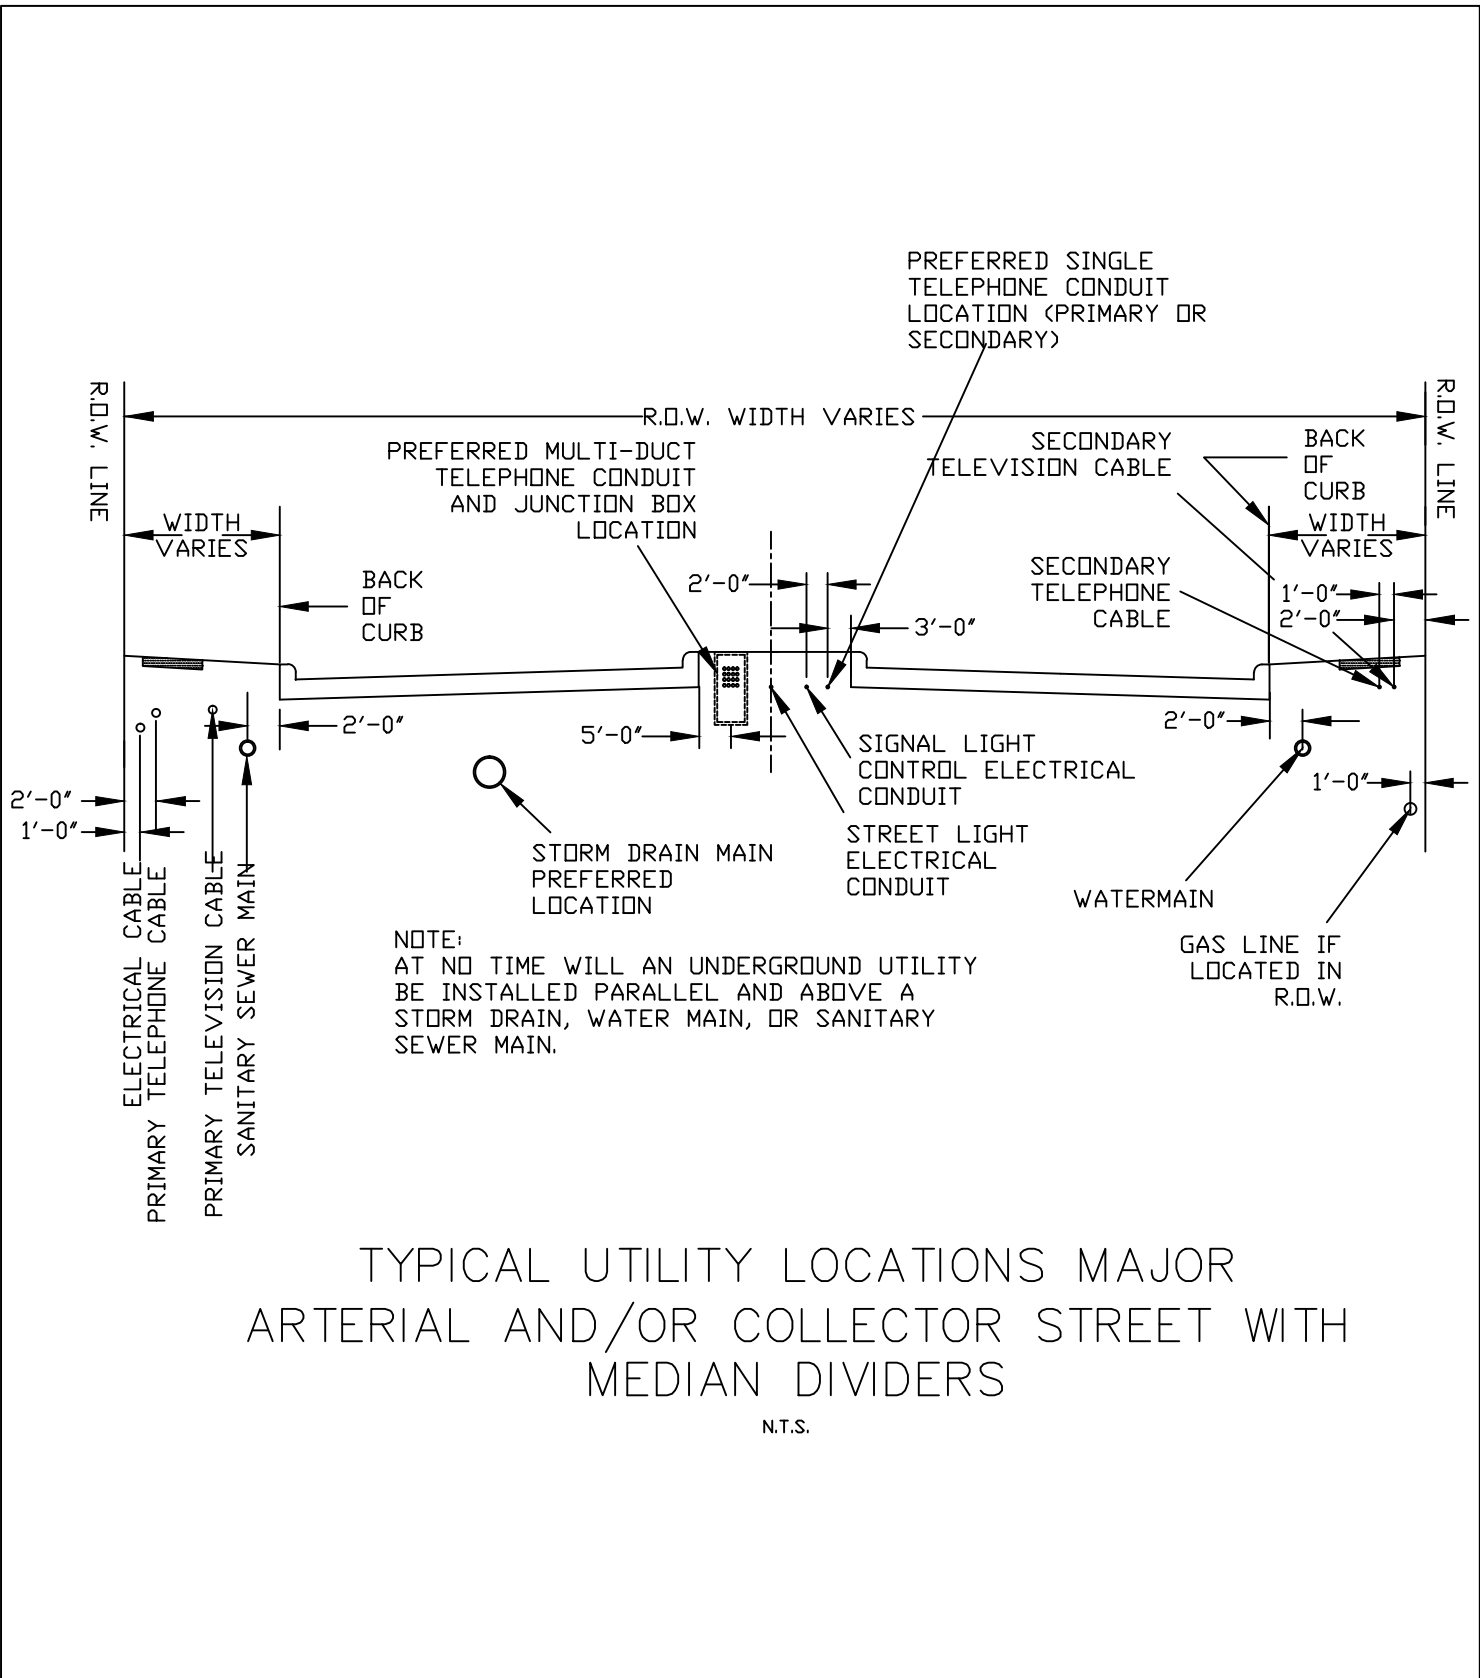 PREFERRED SINGLE
TELEPHONE CONDUIT
LOCATION (PRIMARY OR
SECONDARY)
R.O.W. LINE
R.O.W. WIDTH VARIES
R.O.W. LINE
PREFERRED MULTI-DUCT
TELEPHONE CONDUIT
AND JUNCTION BOX
LOCATION
SECONDARY
TELEVISION CABLE
BACK
OF
CURB
WIDTH
VARIES
WIDTH
VARIES
BACK
OF
CURB
2'-0"
SECONDARY
TELEPHONE
CABLE
1'-0"
2'-0"
3'-0"
2'-0"
5'-0"
2'-0"
SIGNAL LIGHT
CONTROL ELECTRICAL
CONDUIT
1'-0"
2'-0"
1'-0"
STREET LIGHT
ELECTRICAL
CONDUIT
STORM DRAIN MAIN
PREFERRED
LOCATION
WATERMAIN
GAS LINE IF
LOCATED IN
R.O.W.
ELECTRICAL CABLE
PRIMARY TELEPHONE CABLE
PRIMARY TELEVISION CABLE
SANITARY SEWER MAIN
NOTE:
AT NO TIME WILL AN UNDERGROUND UTILITY
BE INSTALLED PARALLEL AND ABOVE A
STORM DRAIN, WATER MAIN, OR SANITARY
SEWER MAIN.
TYPICAL UTILITY LOCATIONS MAJOR
ARTERIAL AND/OR COLLECTOR STREET WITH
MEDIAN DIVIDERS
N.T.S.